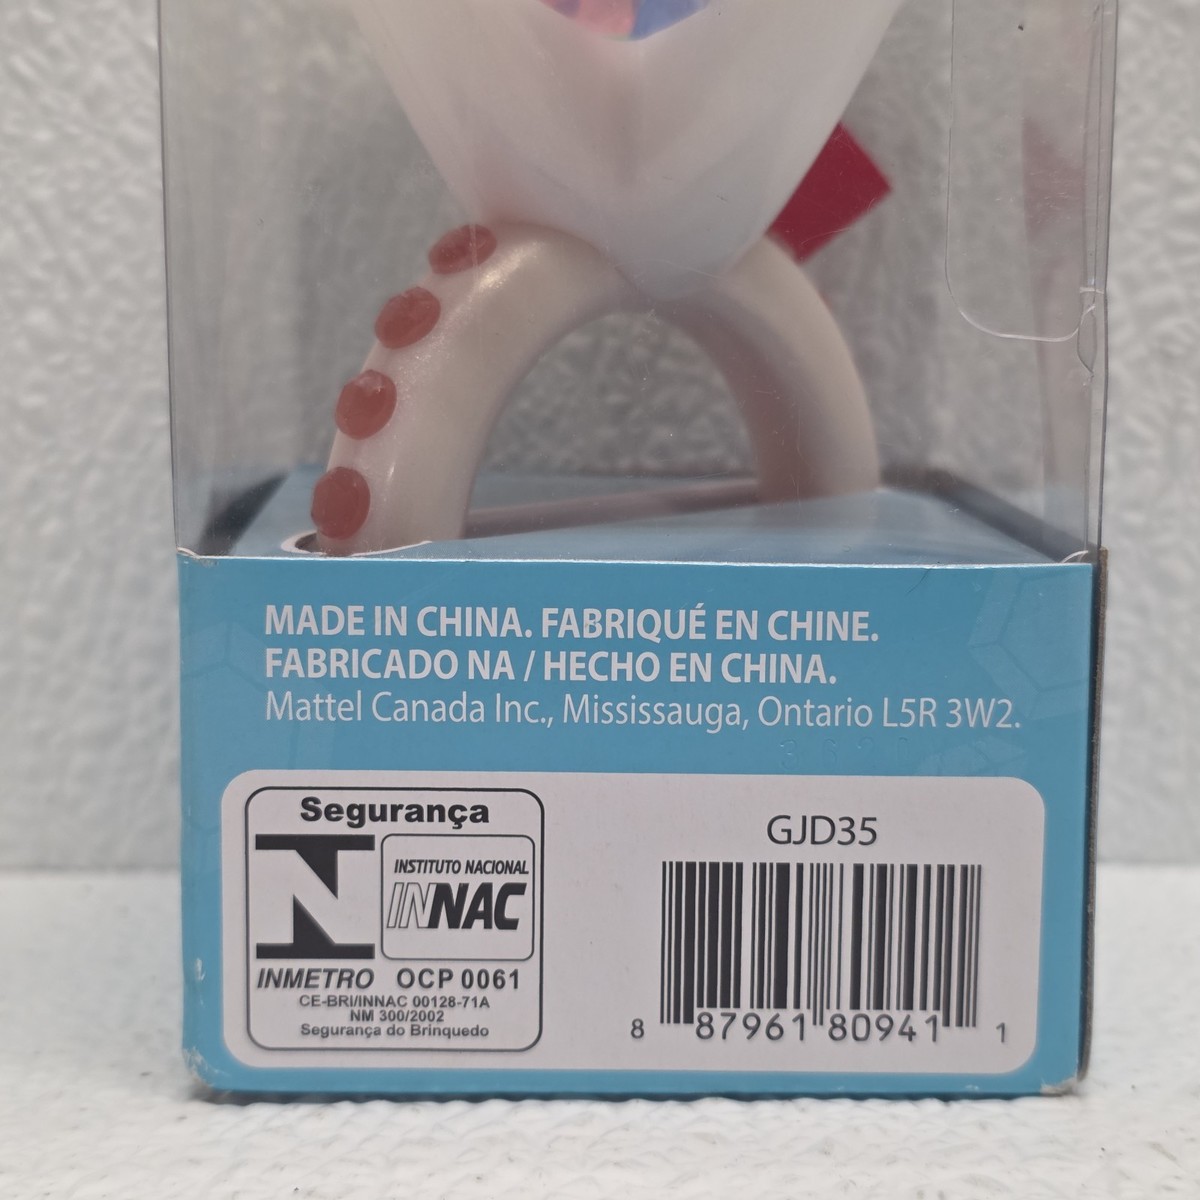 MADE IN CHINA. FABRIQUÉ EN CHINE.
FABRICADO NA / HECHO EN CHINA.
Mattel Canada Inc., Mississauga, Ontario L5R 3W2.
Segurança
INSTITUTO NACIONAL
INNAC
INMETRO OCP 0061
CE-BRI/INNAC 00128-71A
NM 300/2002
Segurança do Brinquedo
GJD35
8 87961 80941 1